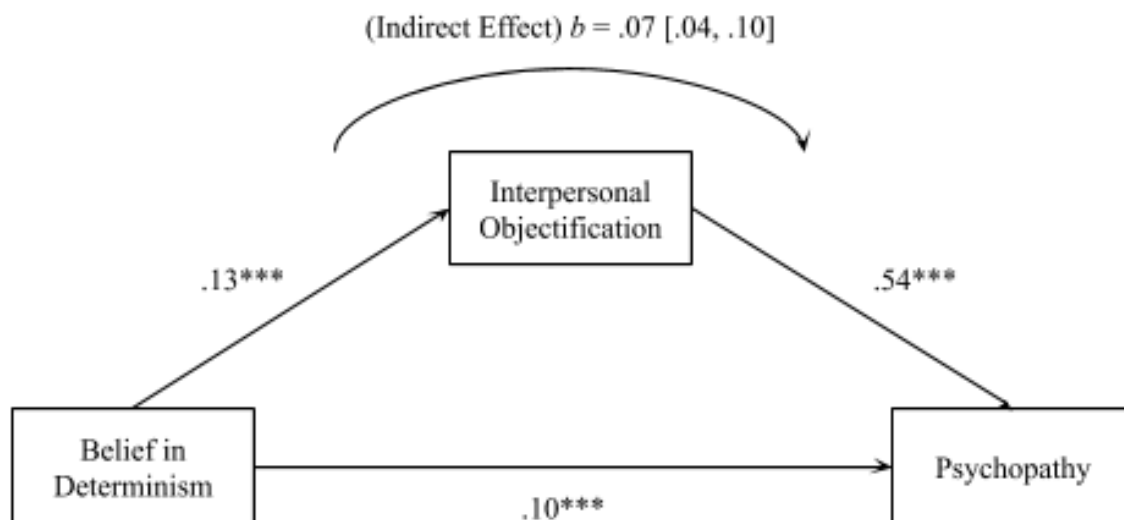 (Indirect Effect) b = .07 [.04, .10]
Interpersonal
Objectification
.13***
.54***
Belief in
Determinism
Psychopathy
.10***